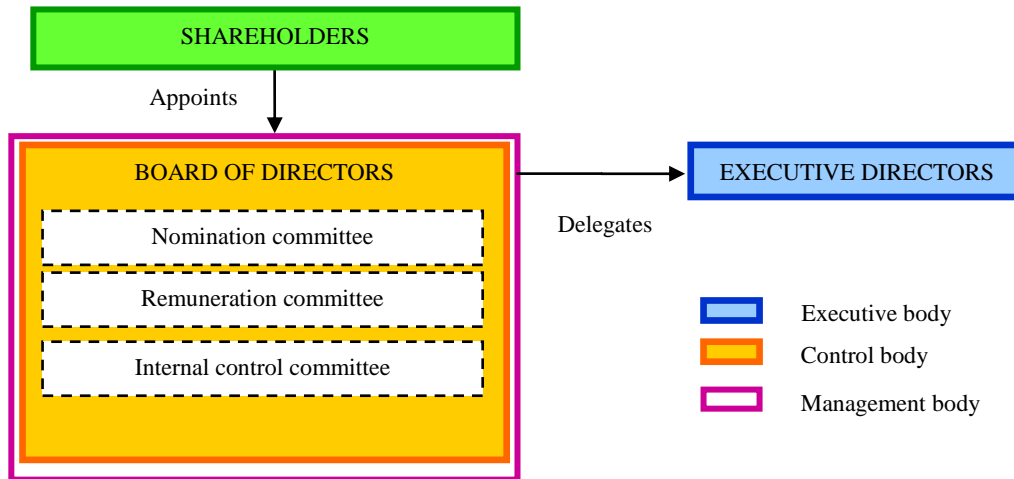 SHAREHOLDERS
Appoints
BOARD OF DIRECTORS
EXECUTIVE DIRECTORS
Delegates
Nomination committee
Remuneration committee
Internal control committee
Executive body
Control body
Management body